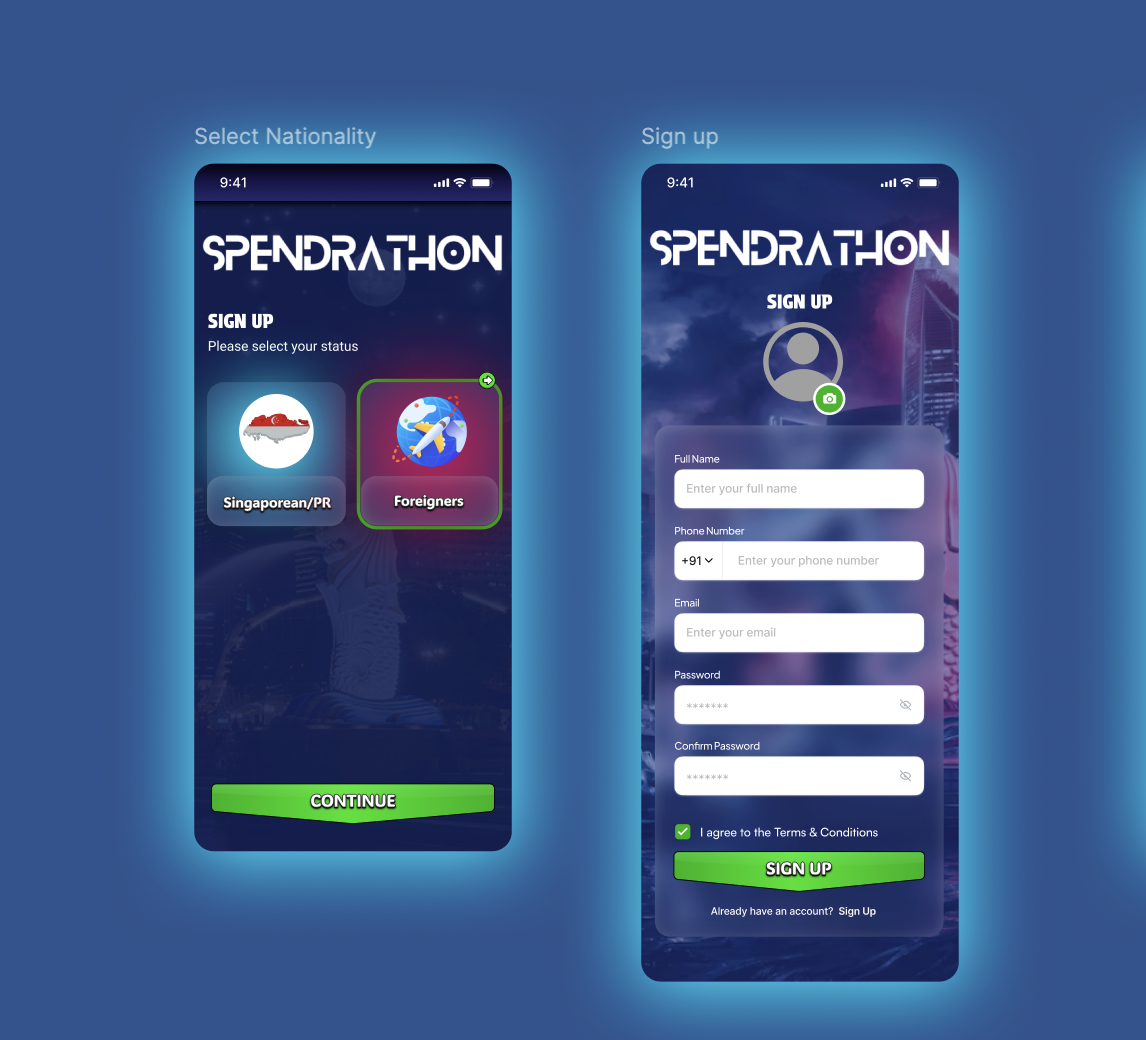 Select Nationality
9:41
SPENDRATHON
SIGN UP
Please select your status
Singaporean/PR
Foreigners
CONTINUE
Sign up
9:41
SPENDRATHON
SIGN UP
Full Name
Enter your full name
Phone Number
+91 Enter your phone number
Email
Enter your email
Password
*******
Confirm Password
*******
I agree to the Terms & Conditions
SIGN UP
Already have an account? Sign Up